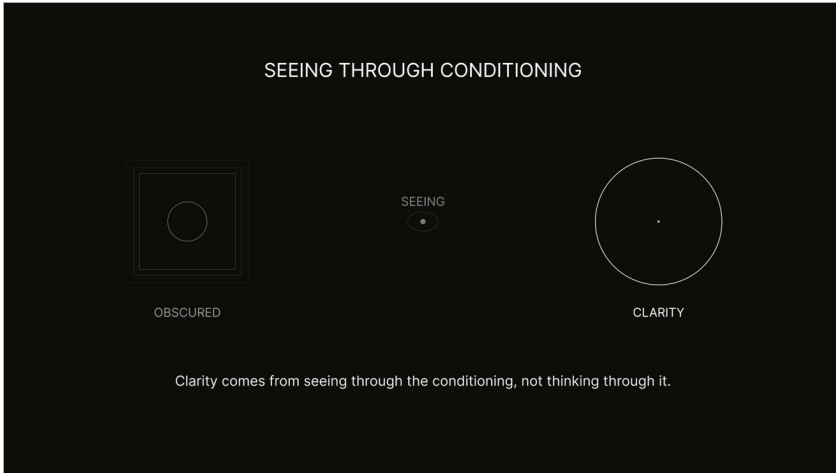 SEEING THROUGH CONDITIONING
SEEING
OBSCURED
CLARITY
Clarity comes from seeing through the conditioning, not thinking through it.